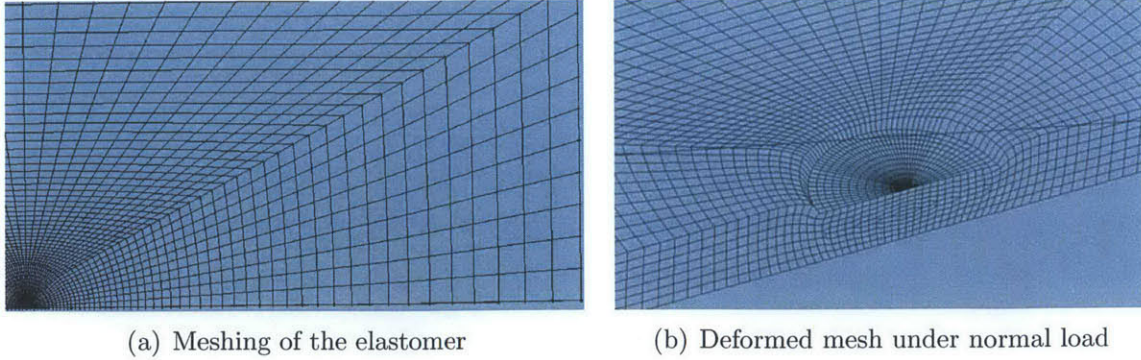 (a) Meshing of the elastomer
(b) Deformed mesh under normal load